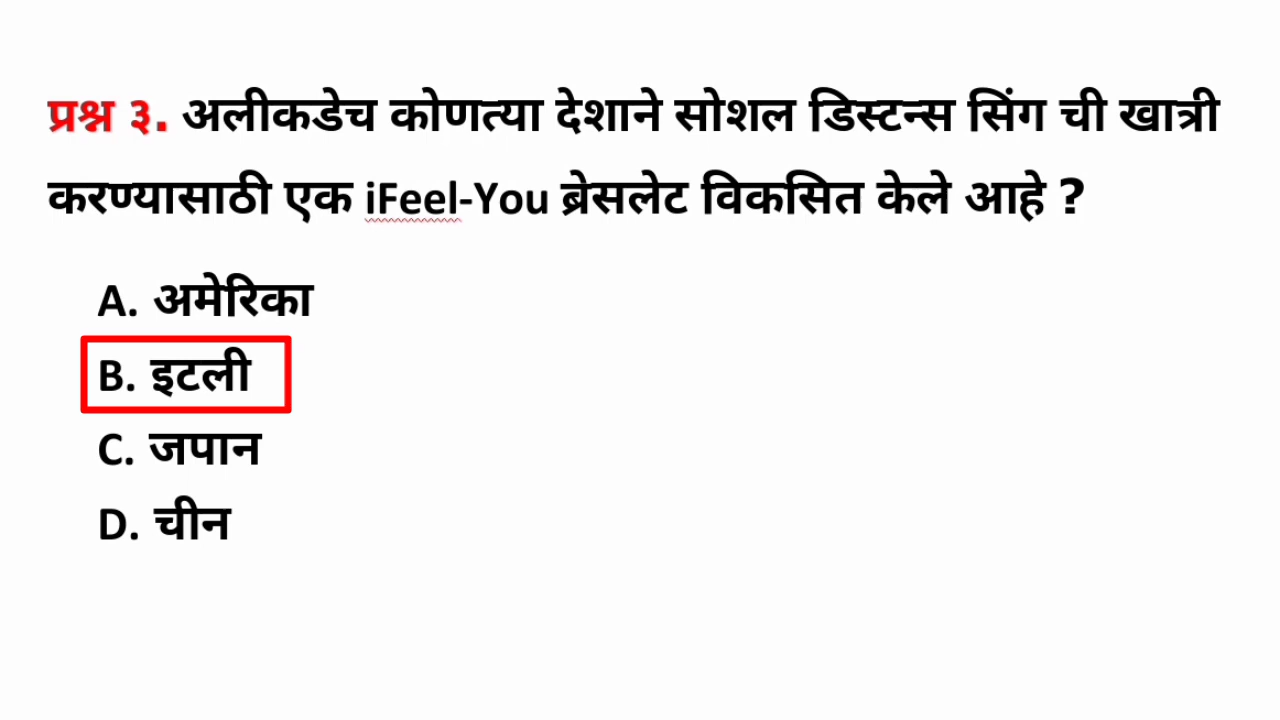 प्रश्न ३. अलीकडेच कोणत्या देशाने सोशल डिस्टन्स सिंग ची खात्री
करण्यासाठी एक iFeel-You ब्रेसलेट विकसित केले आहे ?
A. अमेरिका
B. इटली
C. जपान
D. चीन